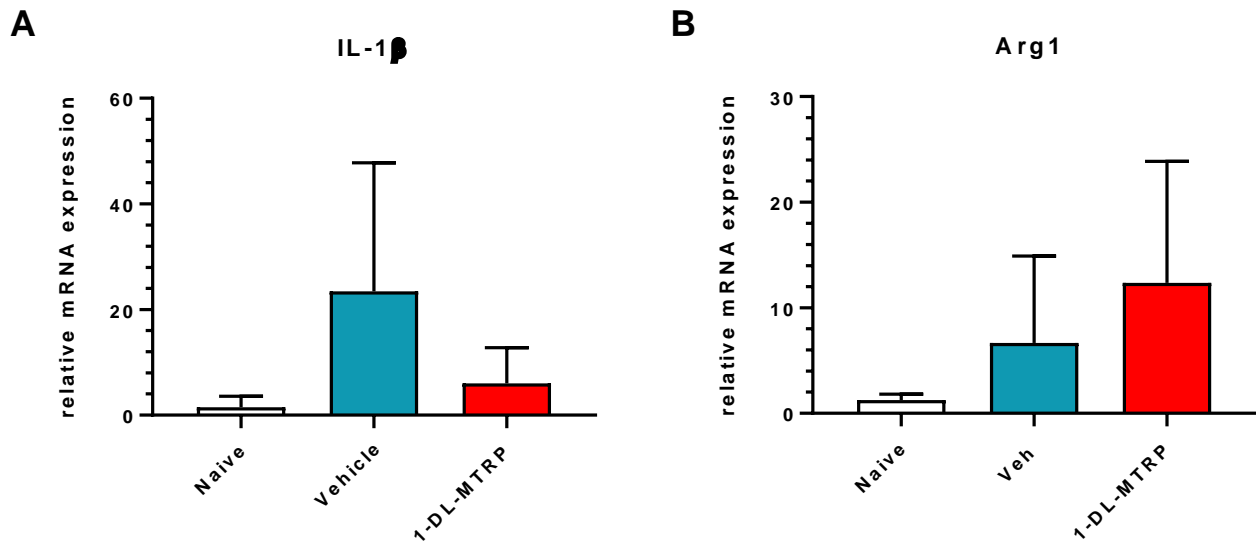 A
IL-1β
relative mRNA expression
60
40
20
0
Naive
Vehicle
1-DL-MTRP
B
Arg1
relative mRNA expression
30
20
10
0
Naive
Veh
1-DL-MTRP